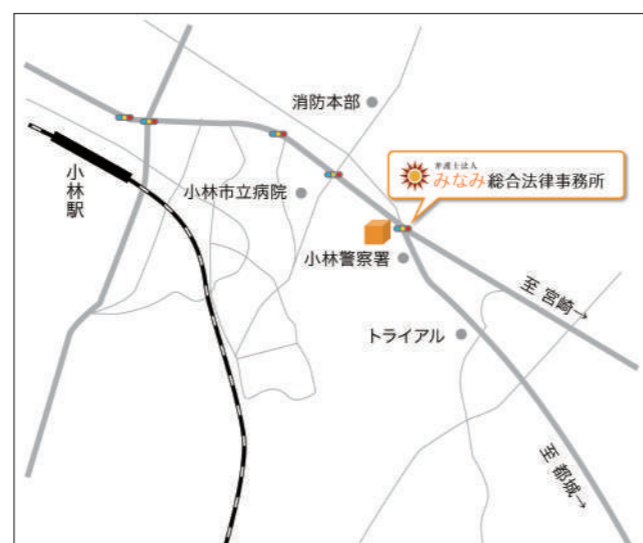 消防本部
弁護士法人
みなみ総合法律事務所
小林駅
小林市立病院
小林警察署
至 宮崎→
トライアル
至 都城→